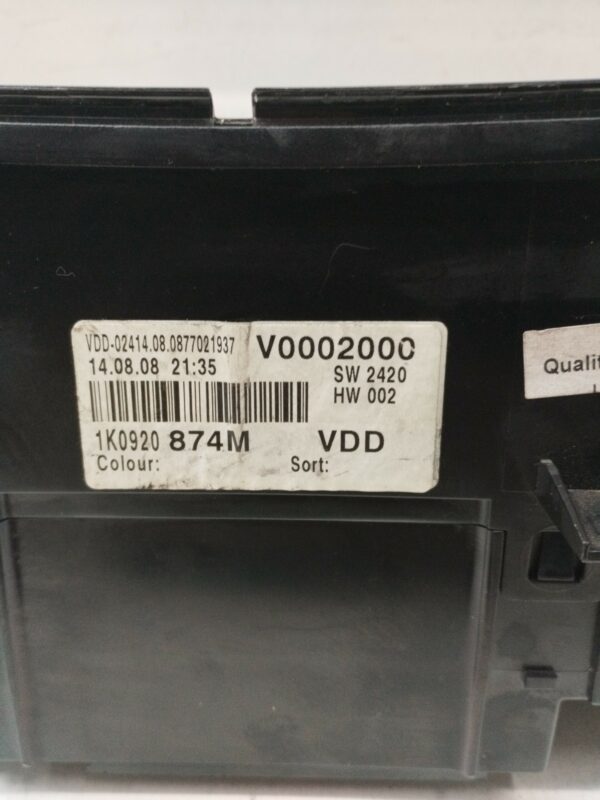 VDD-02414.08.0877021937 V0002000
14.08.08 21:35 SW 2420
HW 002
1K0920 874M VDD
Colour: Sort:
Qualit